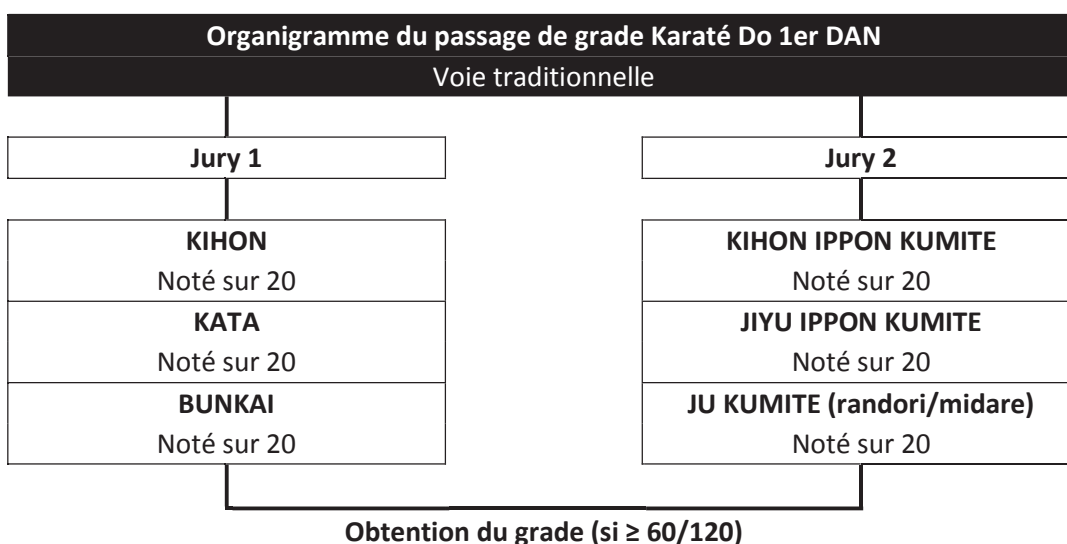 Organigramme du passage de grade Karaté Do 1er DAN
Voie traditionnelle
Jury 1
KIHON
Noté sur 20
KATA
Noté sur 20
BUNKAI
Noté sur 20
Jury 2
KIHON IPPON KUMITE
Noté sur 20
JIYU IPPON KUMITE
Noté sur 20
JU KUMITE (randori/midare)
Noté sur 20
Obtention du grade (si ≥ 60/120)